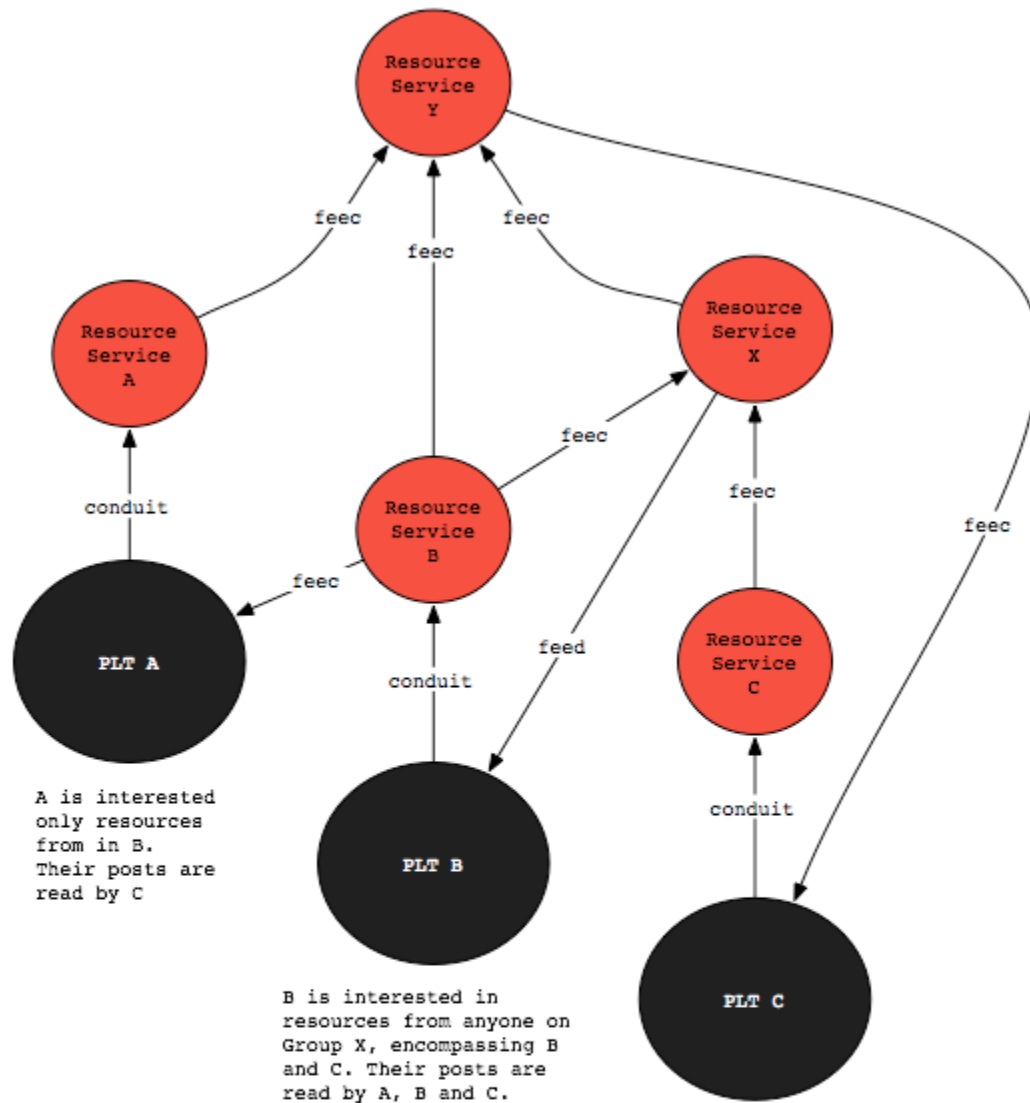 Resource
Service
Y
feec
feec
feec
Resource
Service
A
Resource
Service
X
feec
conduit
Resource
Service
B
feec
feec
feec
PLT A
conduit
feed
Resource
Service
C
A is interested
only resources
from in B.
Their posts are
read by C
PLT B
conduit
B is interested in
resources from anyone on
Group X, encompassing B
and C. Their posts are
read by A, B and C.
PLT C